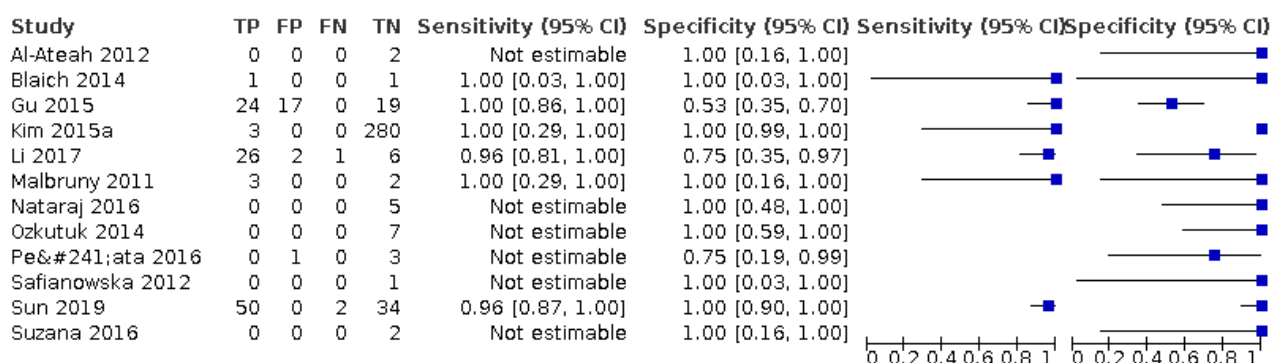 Study TP FP FN TN Sensitivity (95% CI) Specificity (95% CI) Sensitivity (95% CI) Specificity (95% CI)
Al-Ateah 2012 0 0 0 2 Not estimable 1.00 [0.16, 1.00]
Blaich 2014 1 0 0 1 1.00 [0.03, 1.00] 1.00 [0.03, 1.00]
Gu 2015 24 17 0 19 1.00 [0.86, 1.00] 0.53 [0.35, 0.70]
Kim 2015a 3 0 0 280 1.00 [0.29, 1.00] 1.00 [0.99, 1.00]
Li 2017 26 2 1 6 0.96 [0.81, 1.00] 0.75 [0.35, 0.97]
Malbruny 2011 3 0 0 2 1.00 [0.29, 1.00] 1.00 [0.16, 1.00]
Nataraj 2016 0 0 0 5 Not estimable 1.00 [0.48, 1.00]
Ozkutuk 2014 0 0 0 7 Not estimable 1.00 [0.59, 1.00]
Pe&#241;ata 2016 0 1 0 3 Not estimable 0.75 [0.19, 0.99]
Safianowska 2012 0 0 0 1 Not estimable 1.00 [0.03, 1.00]
Sun 2019 50 0 2 34 0.96 [0.87, 1.00] 1.00 [0.90, 1.00]
Suzana 2016 0 0 0 2 Not estimable 1.00 [0.16, 1.00]
0 0.2 0.4 0.6 0.8 1 0 0.2 0.4 0.6 0.8 1